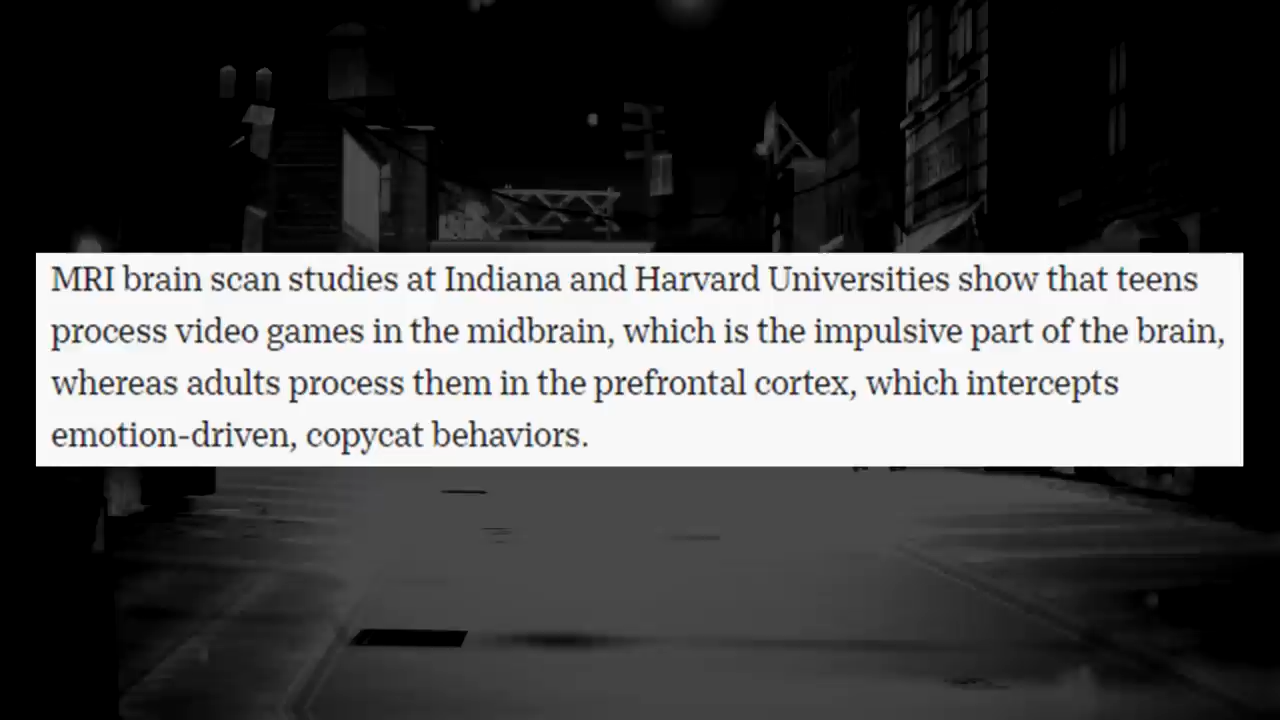 MRI brain scan studies at Indiana and Harvard Universities show that teens
process video games in the midbrain, which is the impulsive part of the brain,
whereas adults process them in the prefrontal cortex, which intercepts
emotion-driven, copycat behaviors.